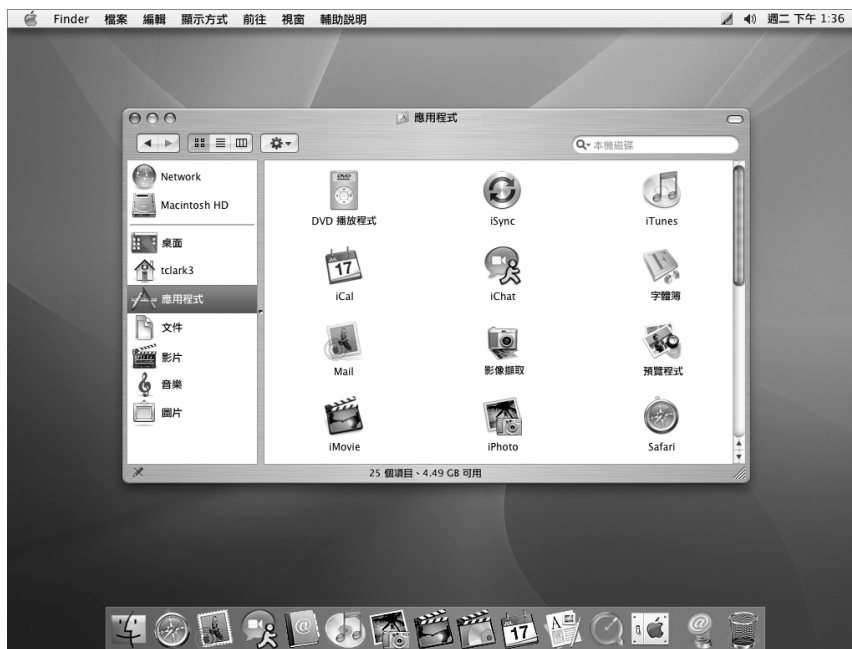 Finder 檔案 編輯 顯示方式 前往 視窗 輔助說明 週二 下午 1:36
應用程式
本機磁碟
Network
Macintosh HD
桌面
tclark3
應用程式
文件
影片
音樂
圖片
DVD 播放程式 iSync iTunes
JUL 17
iCal iChat 字體簿
Mail 影像擷取 預覽程式
iMovie iPhoto Safari
25 個項目、4.49 GB 可用
17